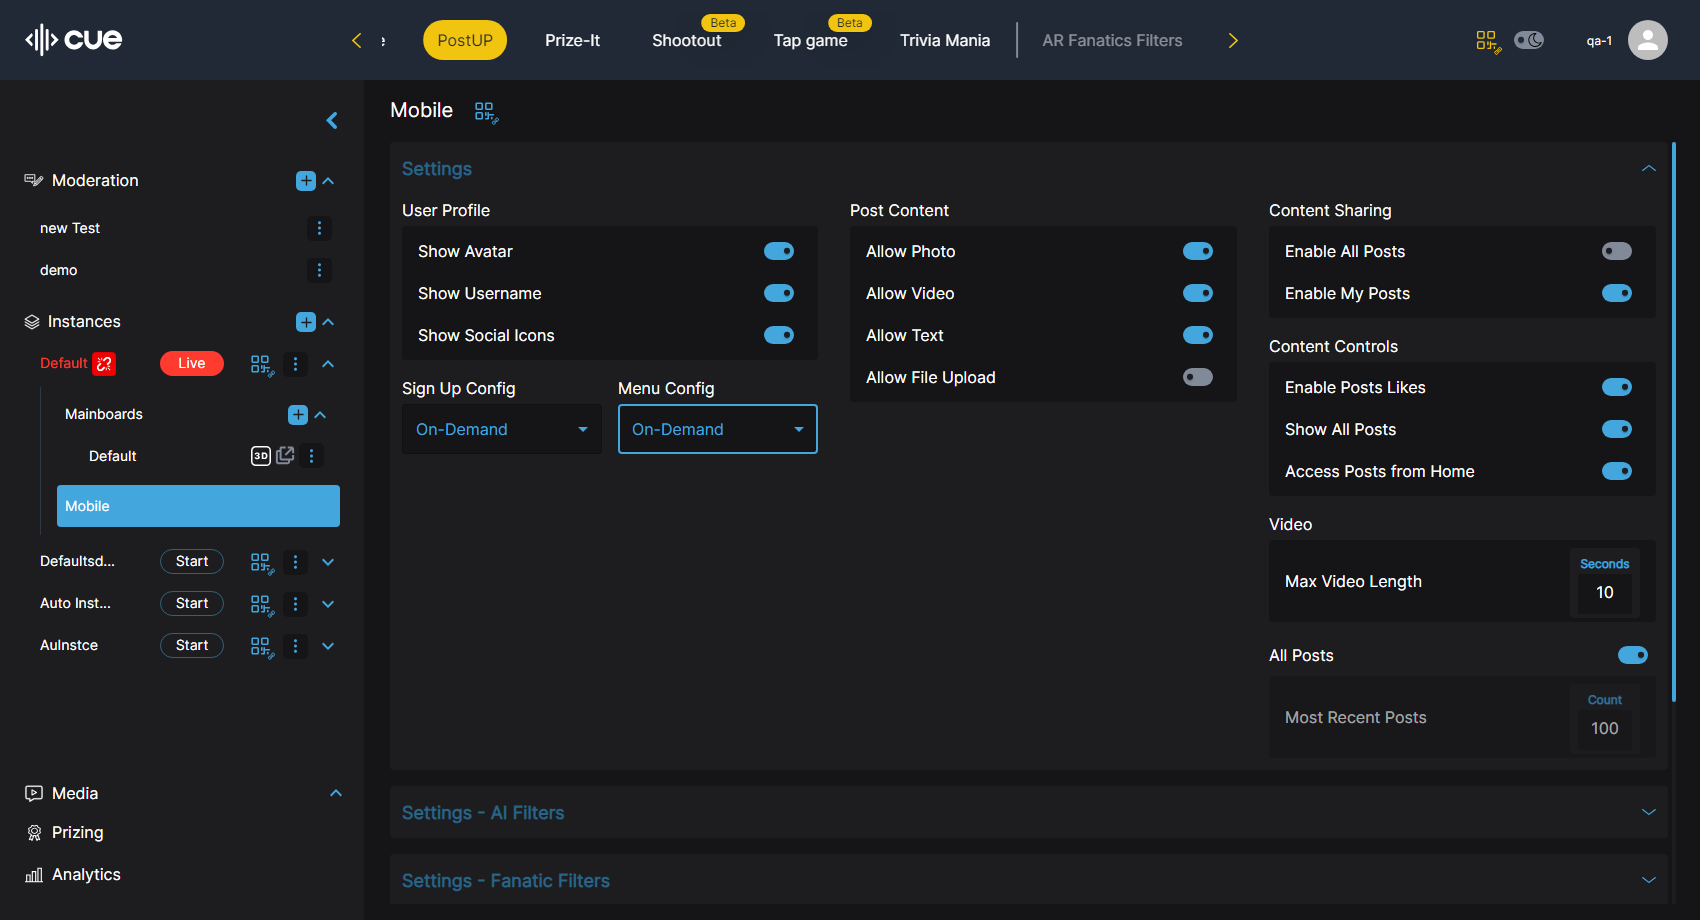 cue
PostUP
Prize-It
Shootout
Beta
Tap game
Beta
Trivia Mania
AR Fanatics Filters
qa-1
Moderation
new Test
demo
Instances
Default
Live
Mainboards
Default
3D
Mobile
Defaultsd...
Start
Auto Inst...
Start
AuInstce
Start
Media
Prizing
Analytics
Mobile
Settings
User Profile
Show Avatar
Show Username
Show Social Icons
Sign Up Config
On-Demand
Menu Config
On-Demand
Post Content
Allow Photo
Allow Video
Allow Text
Allow File Upload
Content Sharing
Enable All Posts
Enable My Posts
Content Controls
Enable Posts Likes
Show All Posts
Access Posts from Home
Video
Max Video Length
Seconds
10
All Posts
Most Recent Posts
Count
100
Settings - AI Filters
Settings - Fanatic Filters